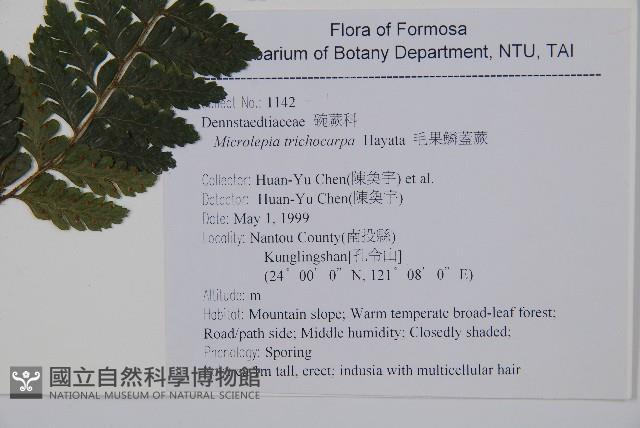 Flora of Formosa
barium of Botany Department, NTU, TAI
Collect No.: 1142
Dennstaedtiaceae 碗蕨科
Microlepia trichocarpa Hayata 毛果鱗蓋蕨
Collector: Huan-Yu Chen(陳奐宇) et al.
Detector: Huan-Yu Chen(陳奐宇)
Date: May 1, 1999
Locality: Nantou County(南投縣)
Kunglingshan[孔令山]
(24° 00' 0" N, 121° 08' 0" E)
Altitude: m
Habitat: Mountain slope; Warm temperate broad-leaf forest;
Road/path side; Middle humidity; Closedly shaded;
Phenology: Sporing
tall, erect; indusia with multicellular hair
國立自然科學博物館
NATIONAL MUSEUM OF NATURAL SCIENCE